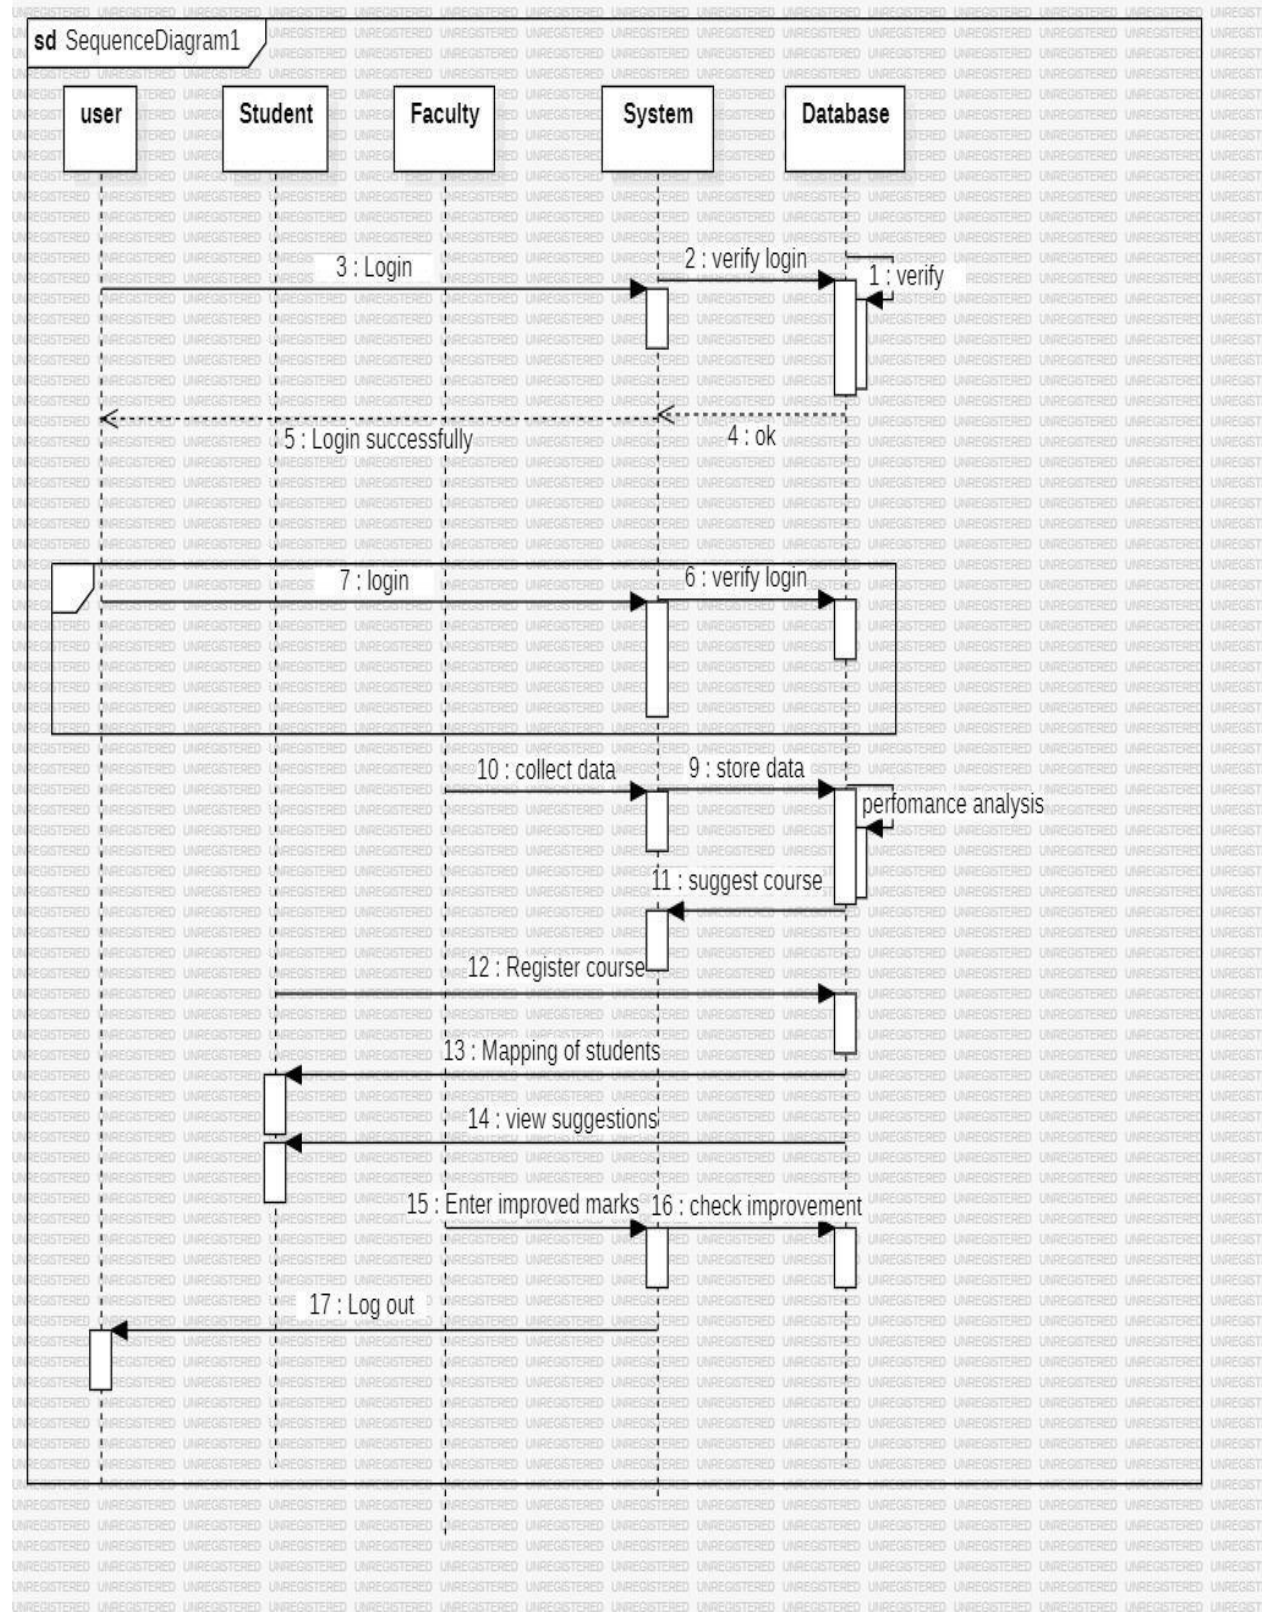 sd SequenceDiagram1
user Student Faculty System Database
3 : Login
2 : verify login
1 : verify
5 : Login successfully
4 : ok
7 : login
6 : verify login
10 : collect data
9 : store data
perfomance analysis
11 : suggest course
12 : Register course
13 : Mapping of students
14 : view suggestions
15 : Enter improved marks
16 : check improvement
17 : Log out
UNREGISTERED